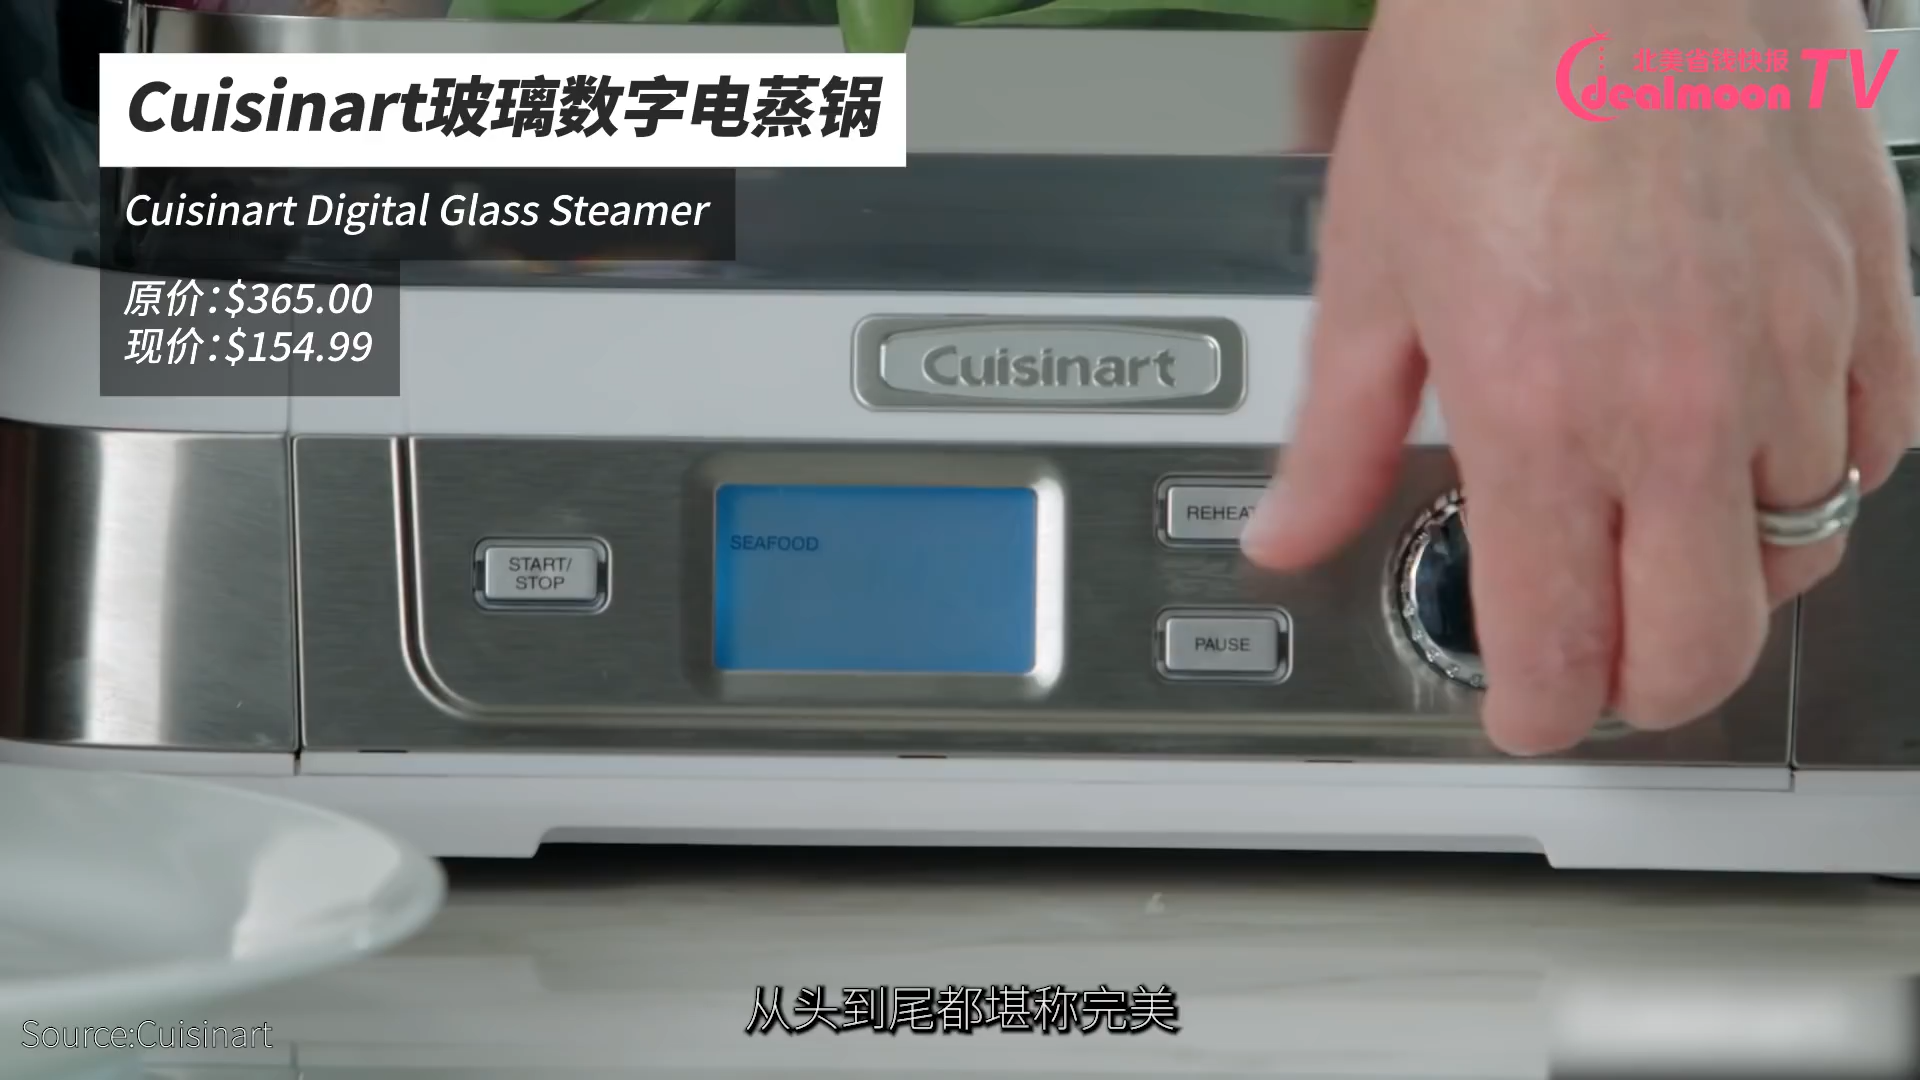 Cuisinart玻璃数字电蒸锅
北美省钱快报
dealmoon TV
Cuisinart Digital Glass Steamer
原价:$365.00
现价:$154.99
Cuisinart
SEAFOOD
START/
STOP
REHEAT
PAUSE
从头到尾都堪称完美
Source:Cuisinart